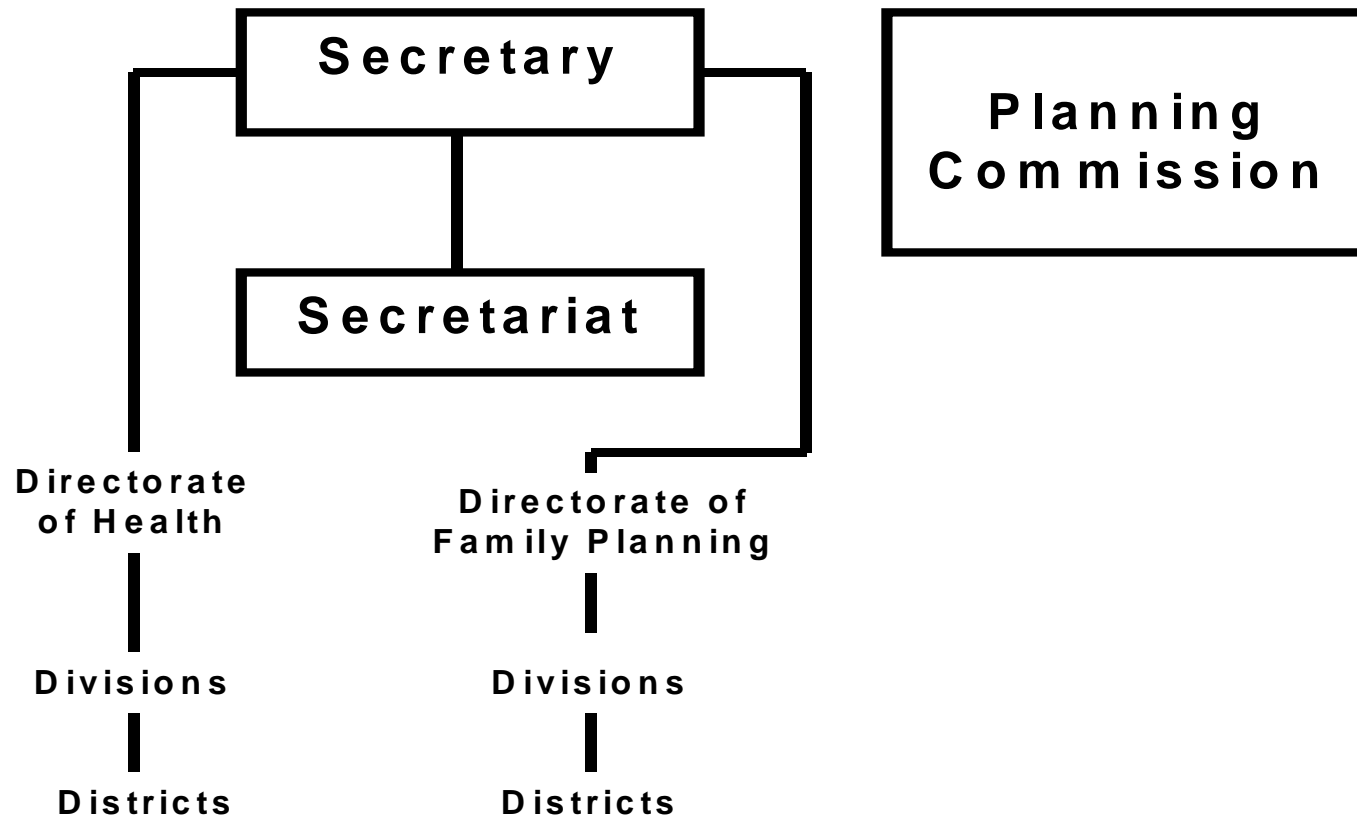 Secretary
Planning
Commission
Secretariat
Directorate
of Health
Directorate of
Family Planning
Divisions
Divisions
Districts
Districts